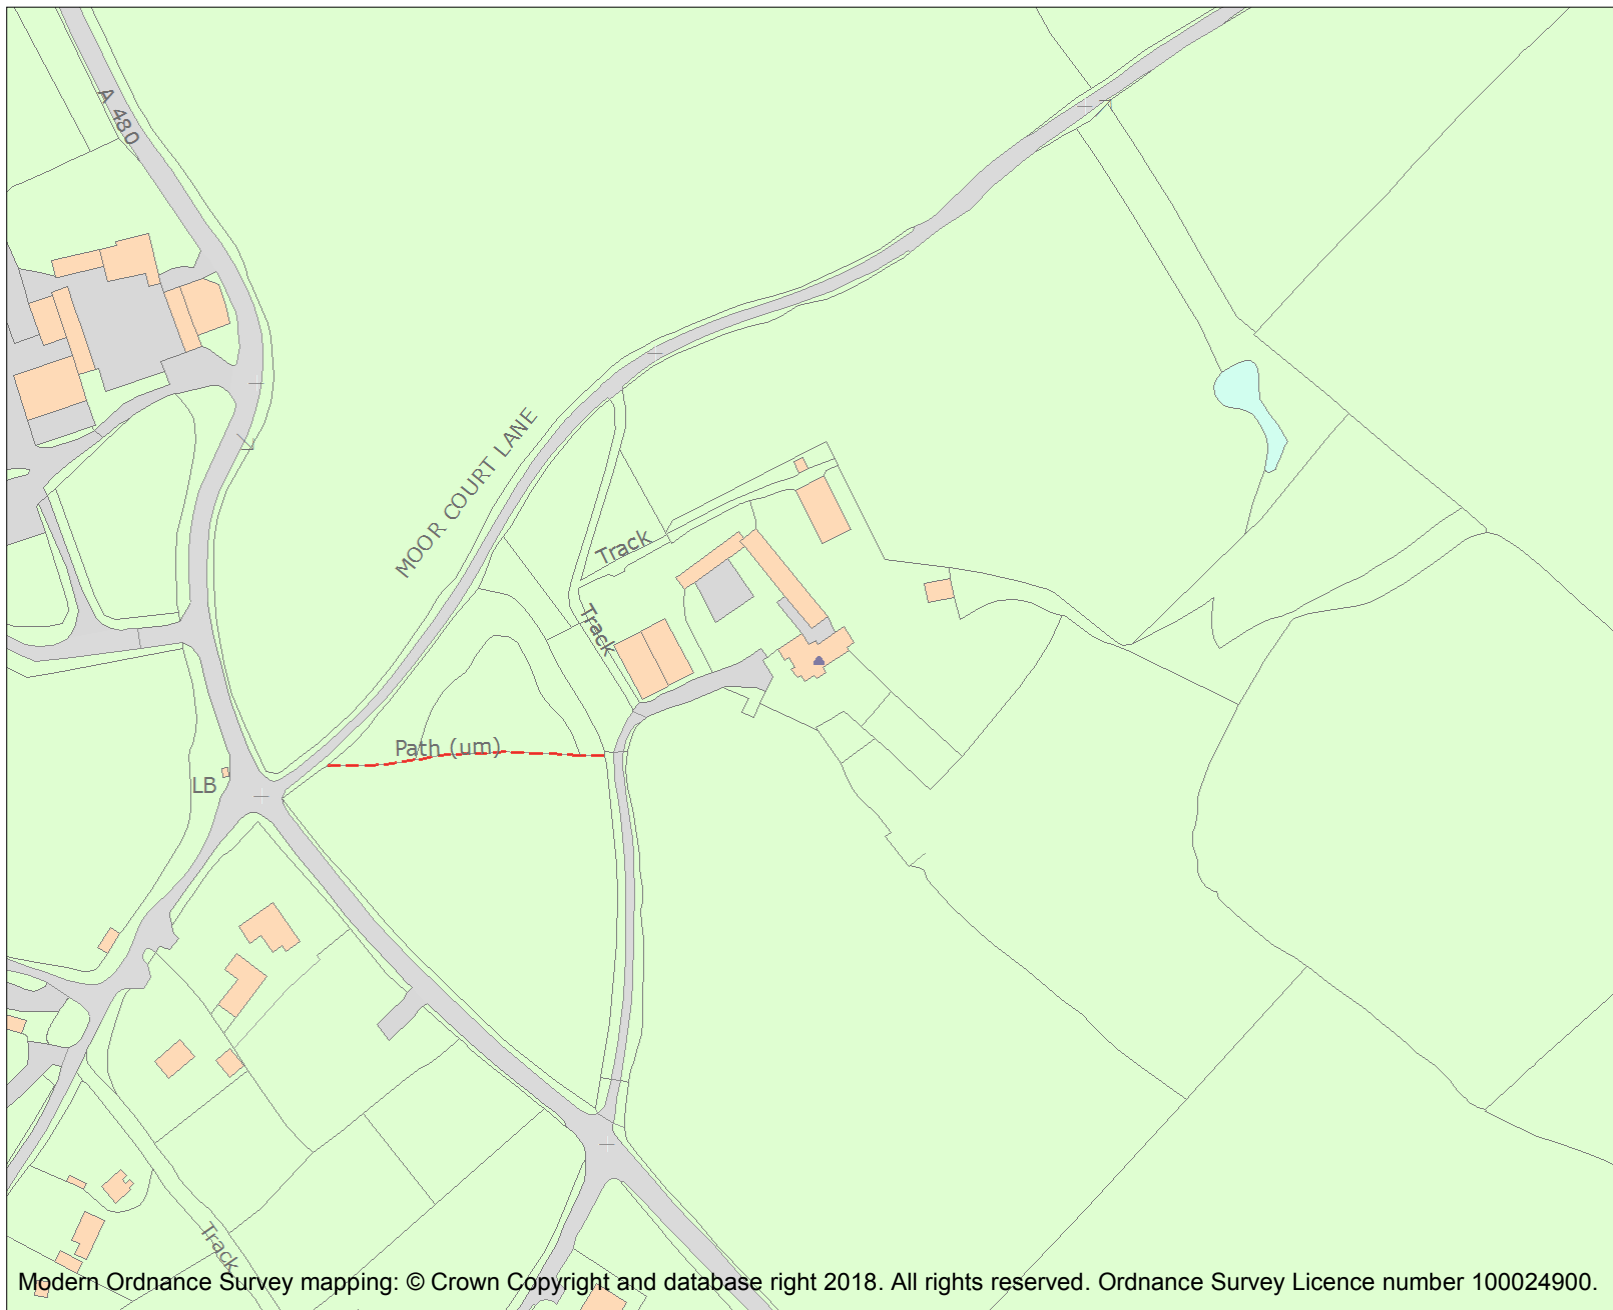 A 480
MOOR COURT LANE
Track
Track
Path (um)
LB
Track
Modern Ordnance Survey mapping: © Crown Copyright and database right 2018. All rights reserved. Ordnance Survey Licence number 100024900.